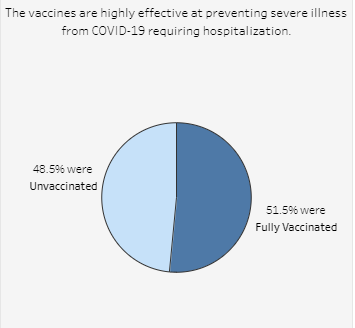 The vaccines are highly effective at preventing severe illness
from COVID-19 requiring hospitalization.
48.5% were
Unvaccinated
51.5% were
Fully Vaccinated